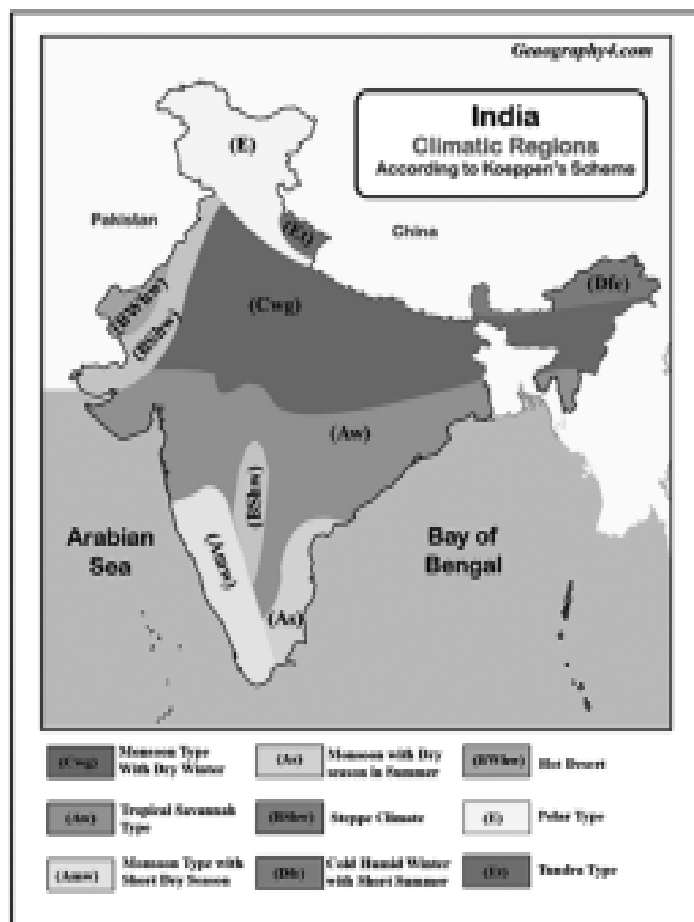 Geography4.com
India
Climatic Regions
According to Koeppen's Scheme
(E)
Pakistan
China
(Et)
(BWhw)
(Dfc)
(BShw)
(Cwg)
(Aw)
(BShw)
Arabian
Sea
Bay of
Bengal
(Amw)
(As)
(Cwg) Monsoon Type
With Dry Winter
(As) Monsoon with Dry
season in Summer
(BWhw) Hot Desert
(Aw) Tropical Savannah
Type
(BShw) Steppe Climate
(E) Polar Type
(Amw) Monsoon Type with
Short Dry Season
Cold Humid Winter
with Short Summer
(Et) Tundra Type